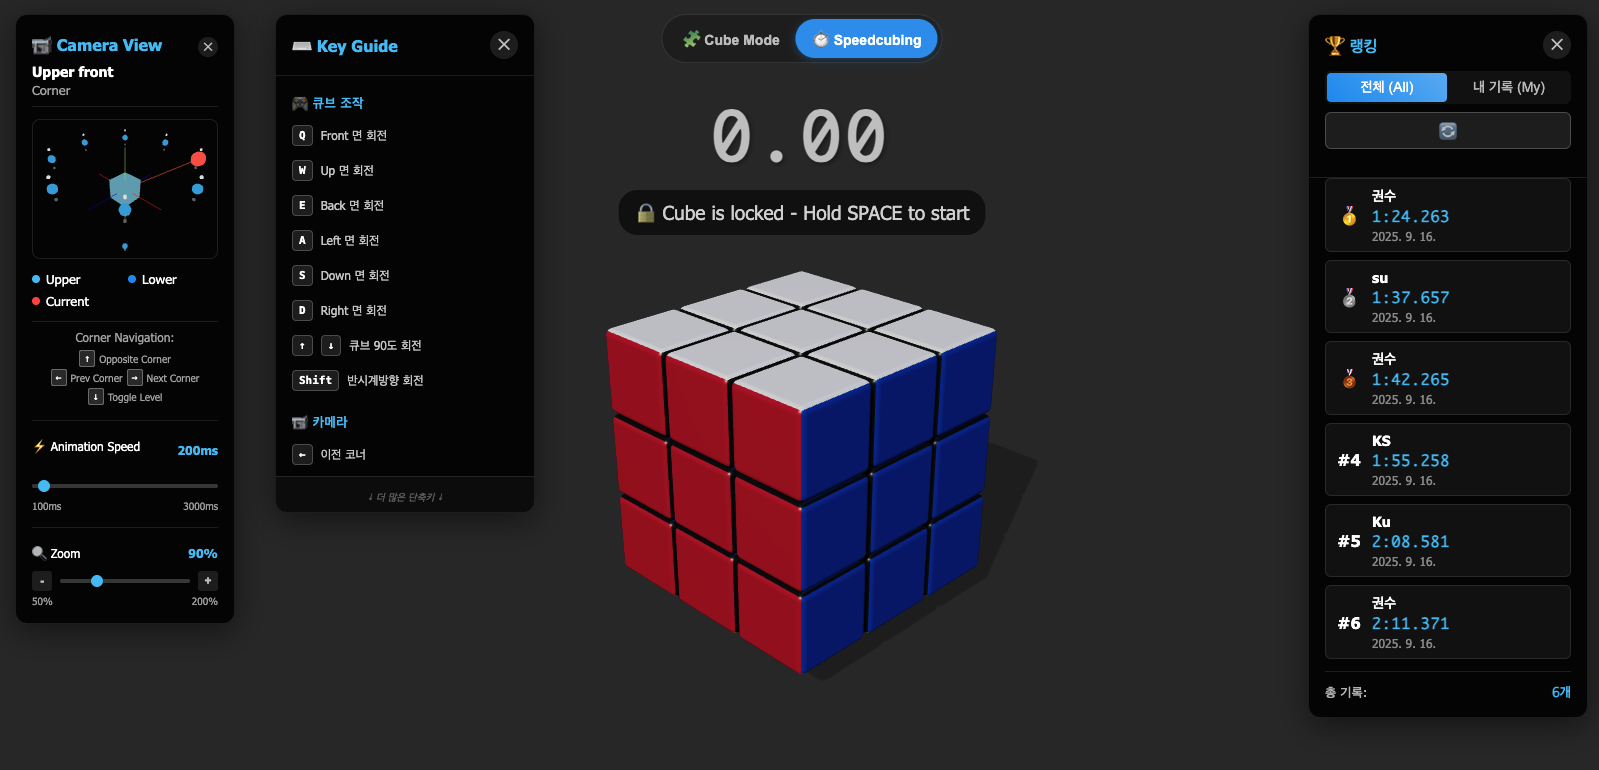 Camera View
Upper front
Corner
Upper
Lower
Current
Corner Navigation:
↑ Opposite Corner
← Prev Corner → Next Corner
↓ Toggle Level
⚡ Animation Speed
200ms
100ms
3000ms
Zoom
90%
-
+
50%
200%
Key Guide
큐브 조작
Q Front 면 회전
W Up 면 회전
E Back 면 회전
A Left 면 회전
S Down 면 회전
D Right 면 회전
↑ ↓ 큐브 90도 회전
Shift 반시계방향 회전
카메라
← 이전 코너
↓ 더 많은 단축키 ↓
Cube Mode
Speedcubing
0.00
Cube is locked - Hold SPACE to start
랭킹
전체 (All)
내 기록 (My)
1
권수
1:24.263
2025. 9. 16.
2
su
1:37.657
2025. 9. 16.
3
권수
1:42.265
2025. 9. 16.
#4
KS
1:55.258
2025. 9. 16.
#5
Ku
2:08.581
2025. 9. 16.
#6
권수
2:11.371
2025. 9. 16.
총 기록:
6개